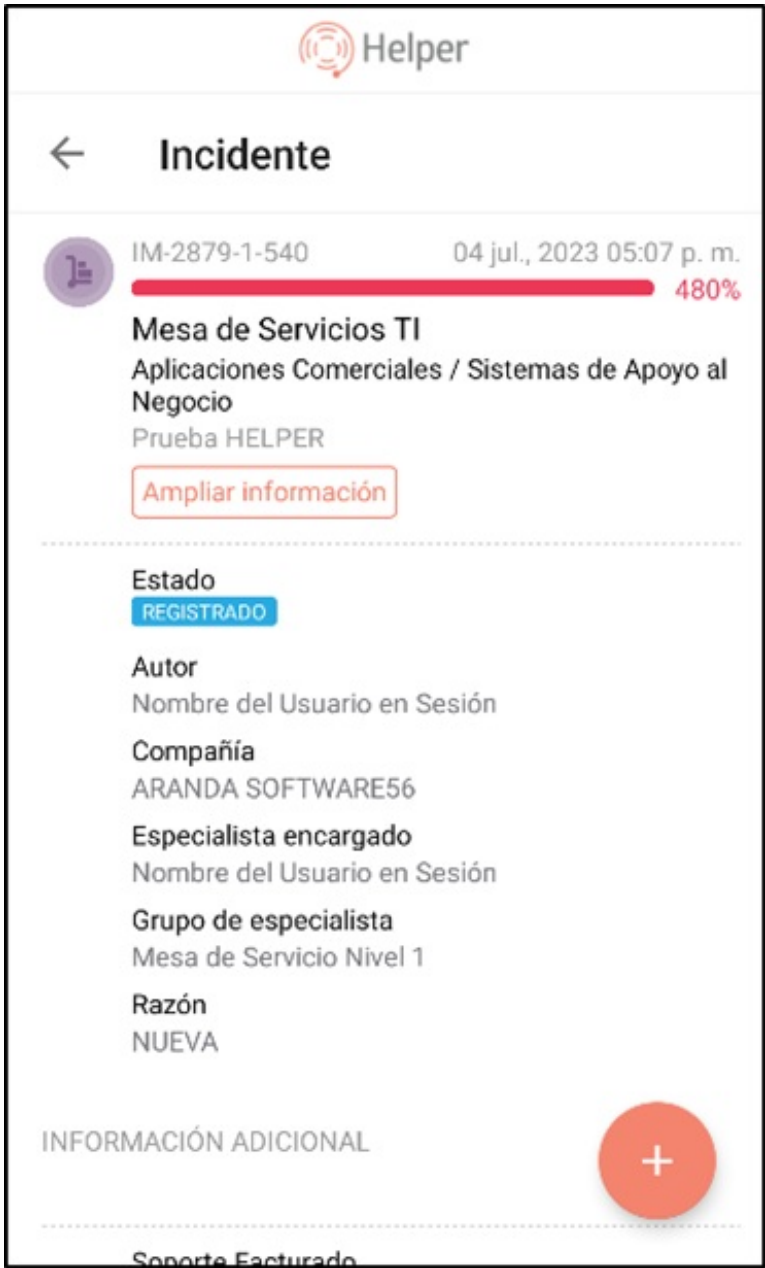 Helper
Incidente
IM-2879-1-540 04 jul., 2023 05:07 p. m.
480%
Mesa de Servicios TI
Aplicaciones Comerciales / Sistemas de Apoyo al
Negocio
Prueba HELPER
Ampliar información
Estado
REGISTRADO
Autor
Nombre del Usuario en Sesión
Compañía
ARANDA SOFTWARE56
Especialista encargado
Nombre del Usuario en Sesión
Grupo de especialista
Mesa de Servicio Nivel 1
Razón
NUEVA
INFORMACIÓN ADICIONAL
+
Soporte Facturado